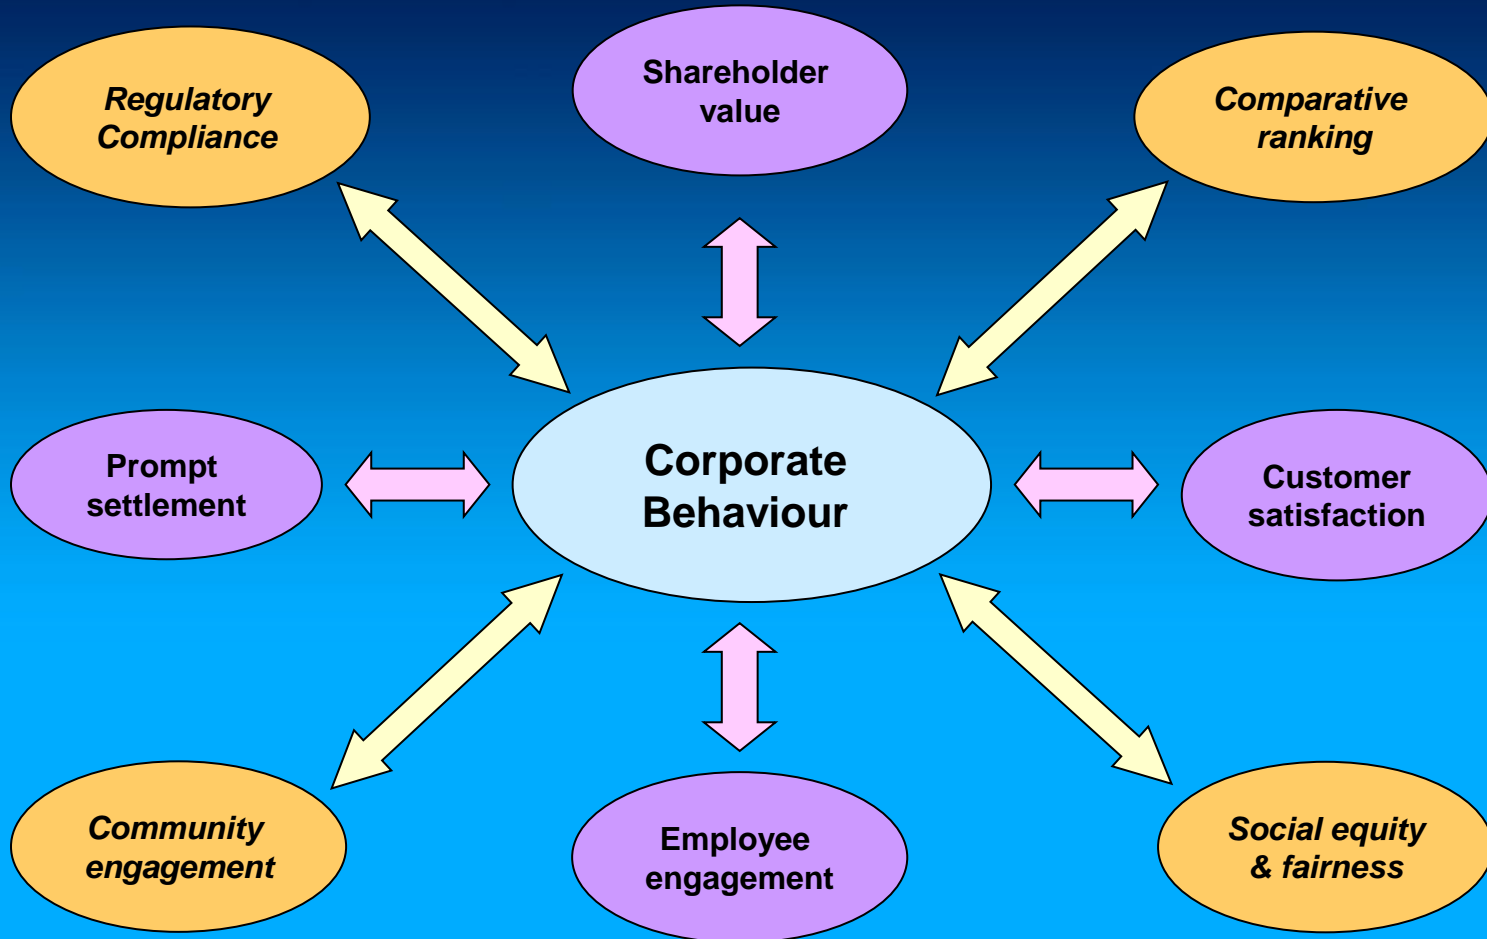 Regulatory
Compliance
Shareholder
value
Comparative
ranking
Prompt
settlement
Corporate
Behaviour
Customer
satisfaction
Community
engagement
Employee
engagement
Social equity
& fairness